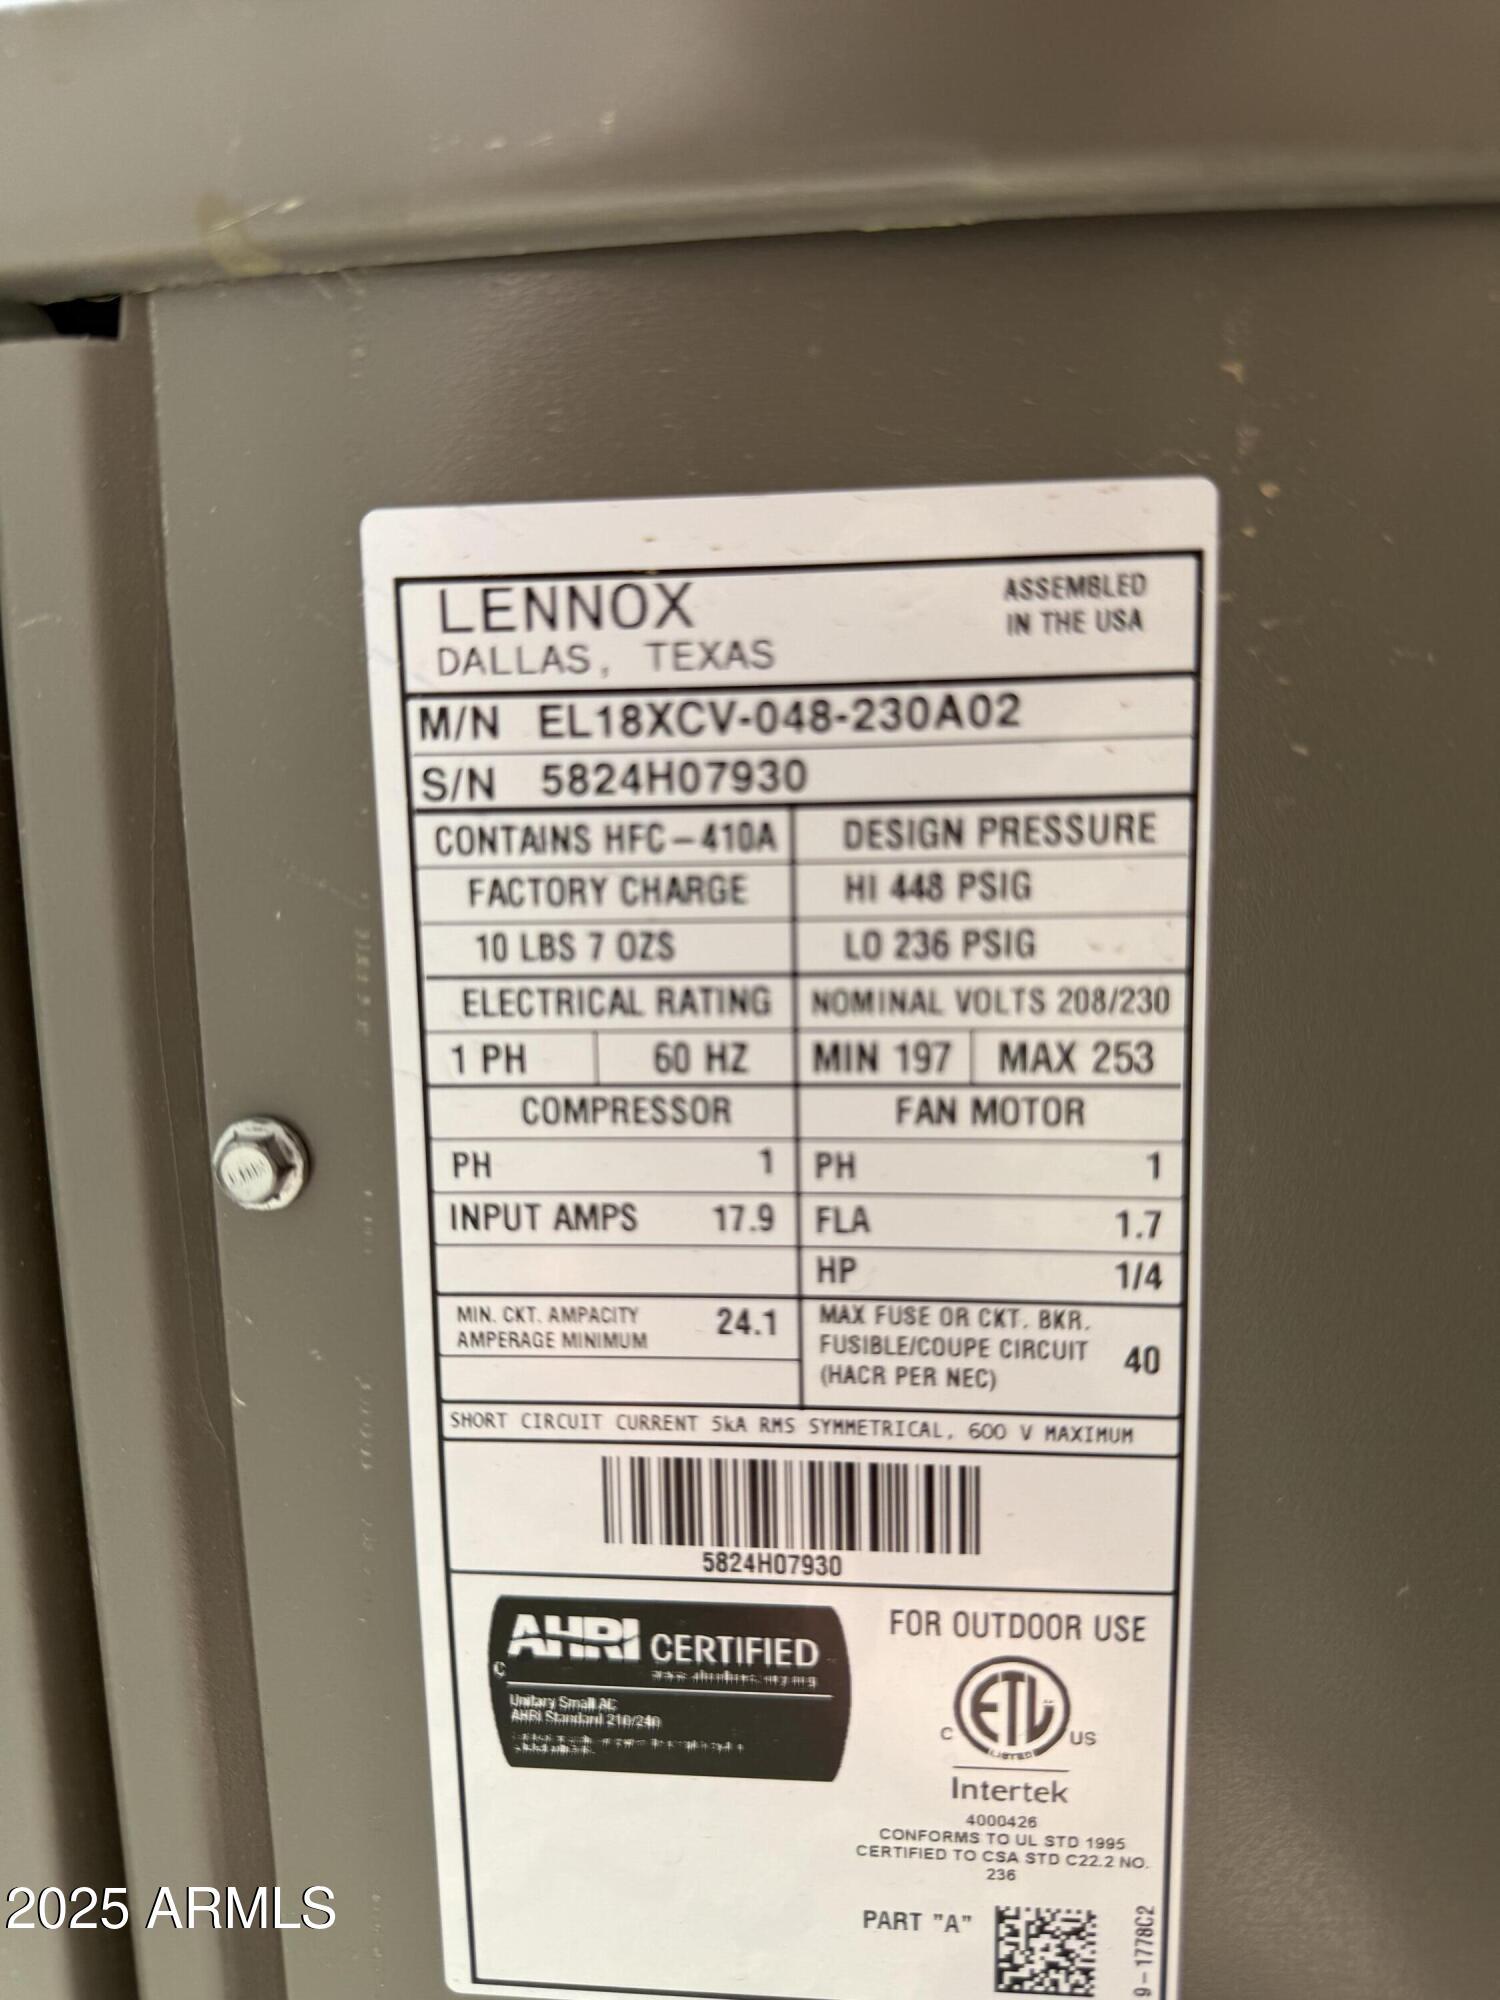 LENNOX
DALLAS, TEXAS
ASSEMBLED
IN THE USA
M/N EL18XCV-048-230A02
S/N 5824H07930
CONTAINS HFC-410A
DESIGN PRESSURE
FACTORY CHARGE
HI 448 PSIG
10 LBS 7 OZS
LO 236 PSIG
ELECTRICAL RATING
NOMINAL VOLTS 208/230
1 PH 60 HZ
MIN 197 MAX 253
COMPRESSOR
FAN MOTOR
PH 1
PH 1
INPUT AMPS 17.9
FLA 1.7
HP 1/4
MIN. CKT. AMPACITY
AMPERAGE MINIMUM
24.1
MAX FUSE OR CKT. BKR.
FUSIBLE/COUPE CIRCUIT
(HACR PER NEC)
40
SHORT CIRCUIT CURRENT 5kA RMS SYMMETRICAL, 600 V MAXIMUM
5824H07930
AHRI CERTIFIED
C
Unitary Small AC
AHRI Standard 210/240
FOR OUTDOOR USE
ETL
LISTED
C US
Intertek
4000426
CONFORMS TO UL STD 1995
CERTIFIED TO CSA STD C22.2 NO.
236
PART "A"
9-1778C2
2025 ARMLS